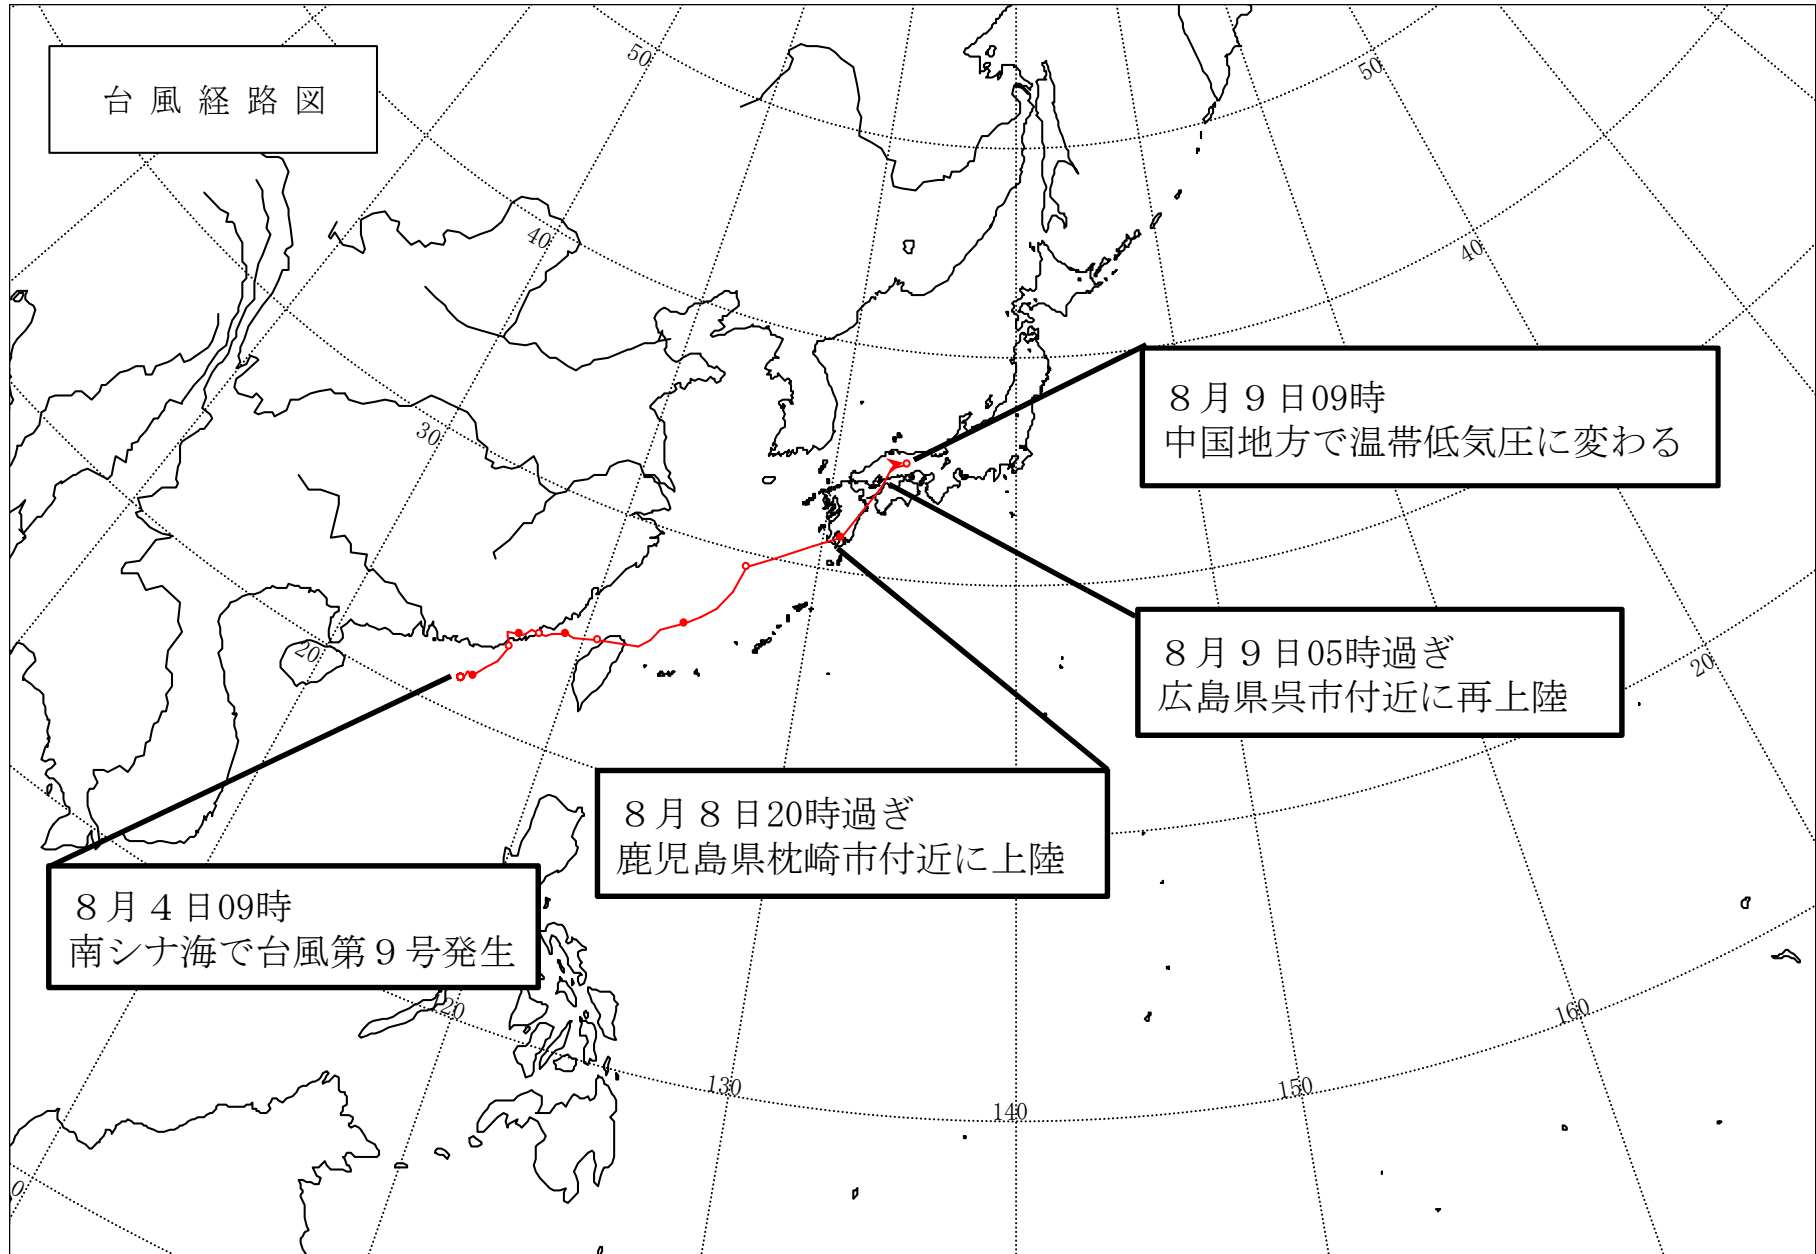 台風経路図
50
50
40
40
30
20
20
８月９日09時
中国地方で温帯低気圧に変わる
８月９日05時過ぎ
広島県呉市付近に再上陸
８月８日20時過ぎ
鹿児島県枕崎市付近に上陸
８月４日09時
南シナ海で台風第９号発生
120
130
140
150
160